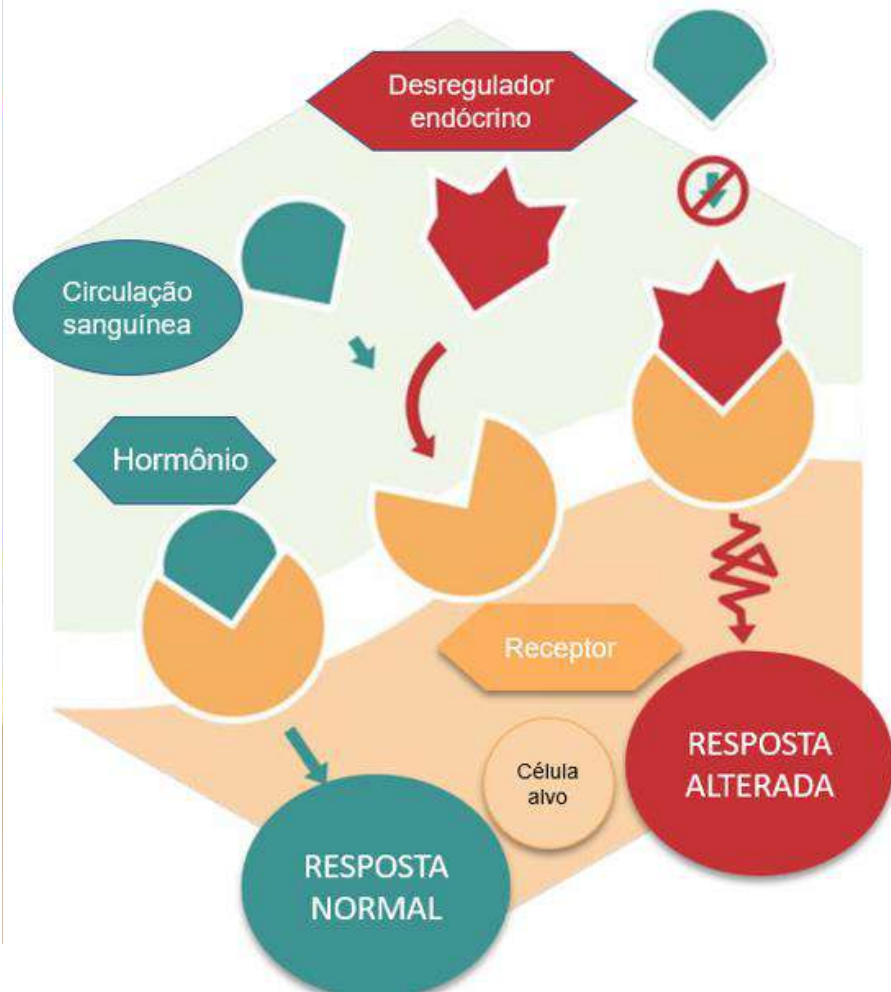 Desregulador
endócrino
Circulação
sanguínea
Hormônio
Receptor
Célula
alvo
RESPOSTA
ALTERADA
RESPOSTA
NORMAL